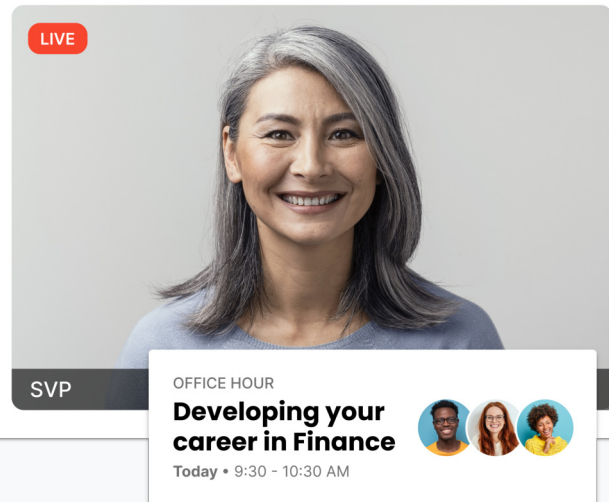 LIVE
SVP
OFFICE HOUR
Developing your
career in Finance
Today • 9:30 - 10:30 AM